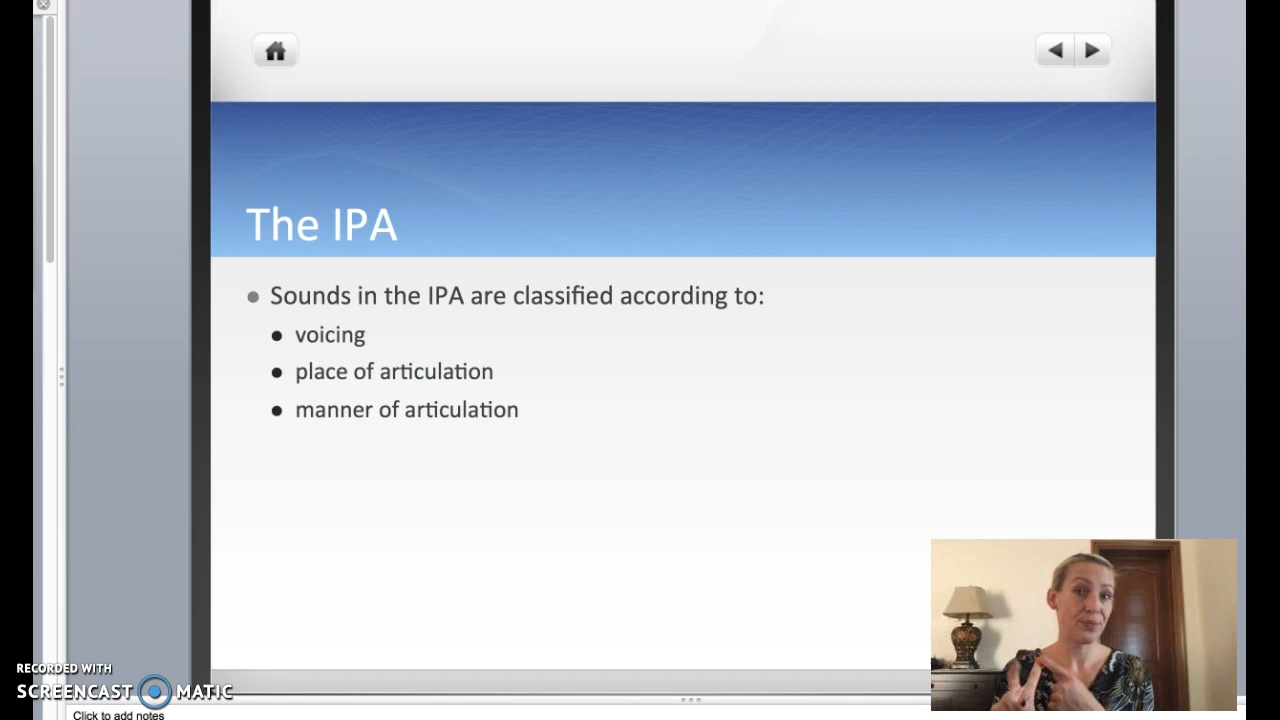 The IPA
Sounds in the IPA are classified according to:
voicing
place of articulation
manner of articulation
RECORDED WITH
SCREENCAST MATIC
Click to add notes